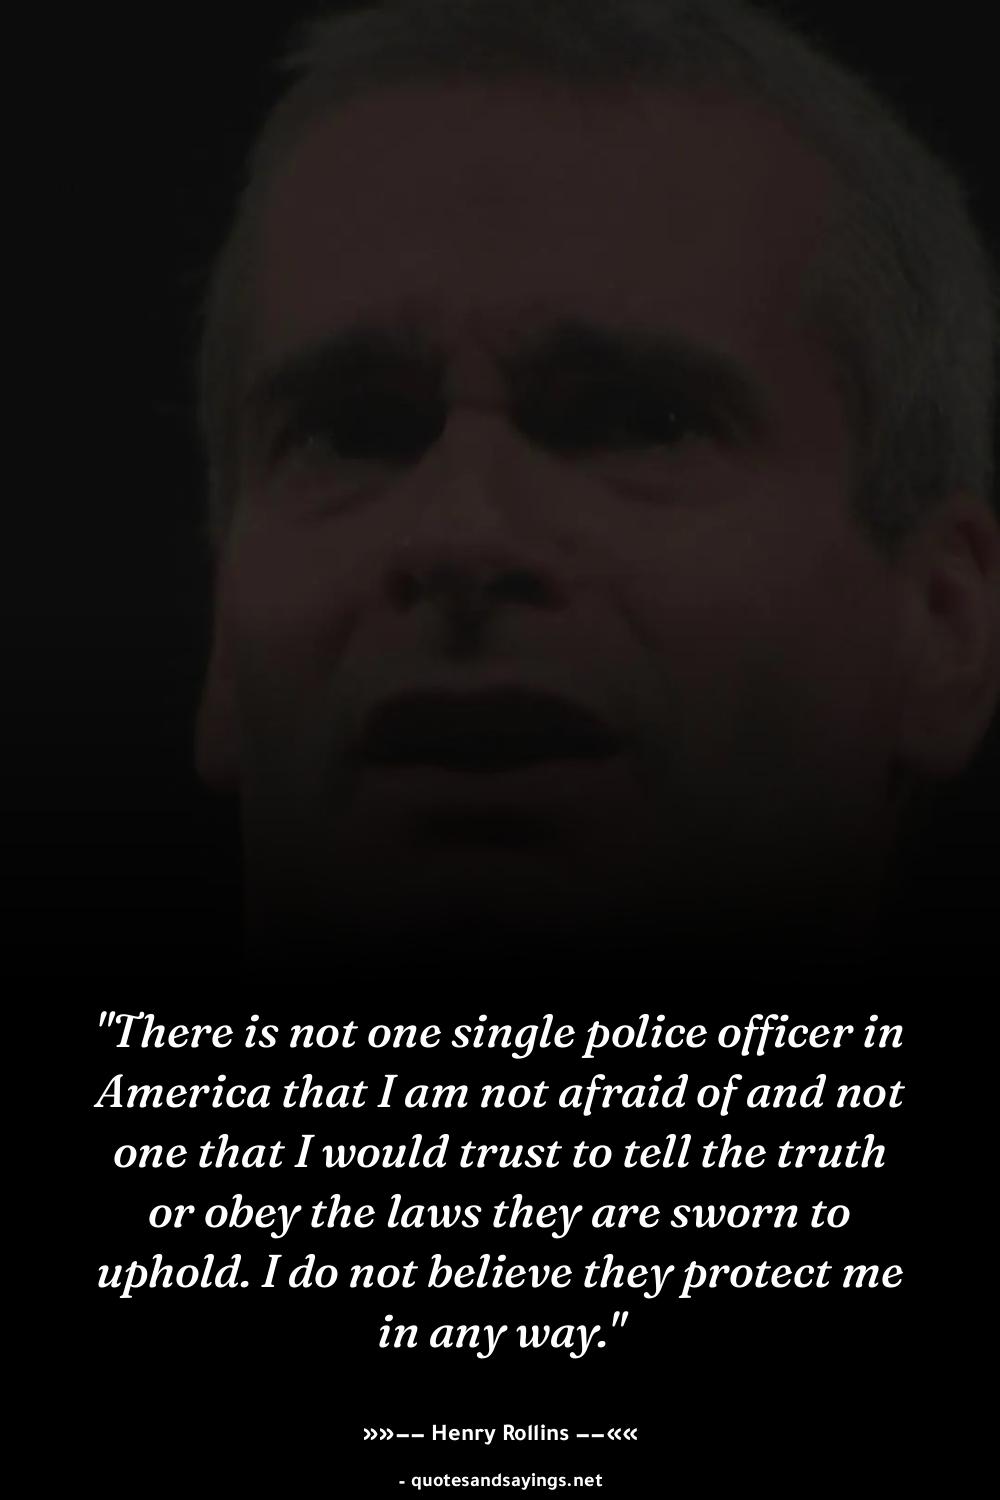 "There is not one single police officer in
America that I am not afraid of and not
one that I would trust to tell the truth
or obey the laws they are sworn to
uphold. I do not believe they protect me
in any way."
»»−− Henry Rollins −−««
- quotesandsayings.net